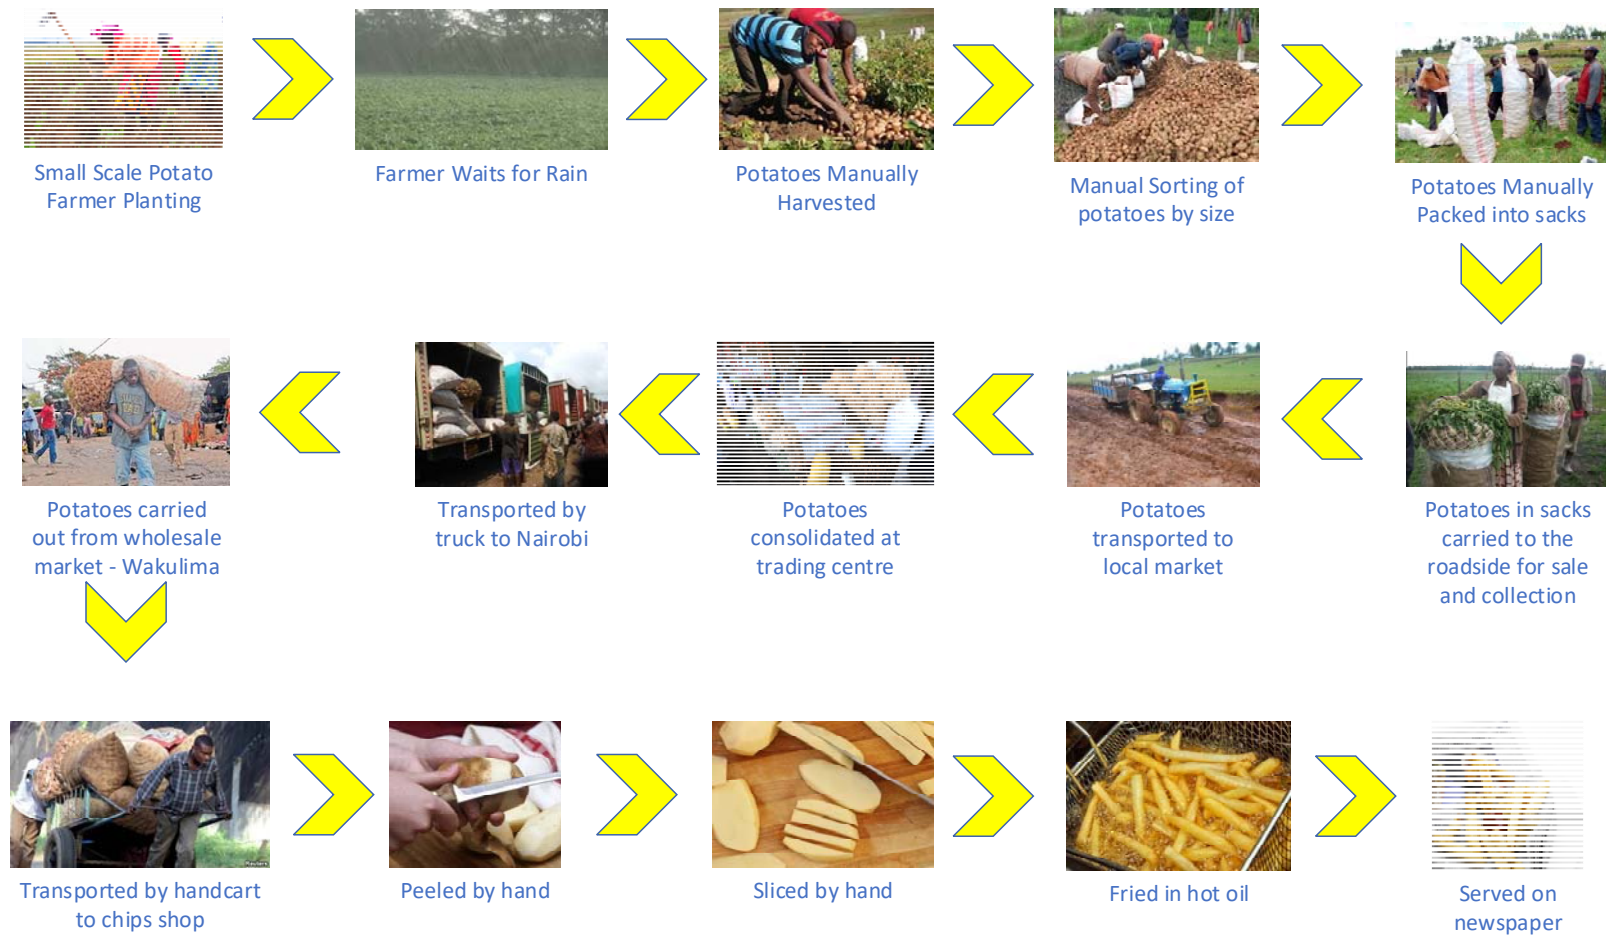 Small Scale Potato
Farmer Planting
Farmer Waits for Rain
Potatoes Manually
Harvested
Manual Sorting of
potatoes by size
Potatoes Manually
Packed into sacks
Potatoes in sacks
carried to the
roadside for sale
and collection
Potatoes
transported to
local market
Potatoes
consolidated at
trading centre
Transported by
truck to Nairobi
Potatoes carried
out from wholesale
market - Wakulima
Transported by handcart
to chips shop
Reuters
Peeled by hand
Sliced by hand
Fried in hot oil
Served on
newspaper